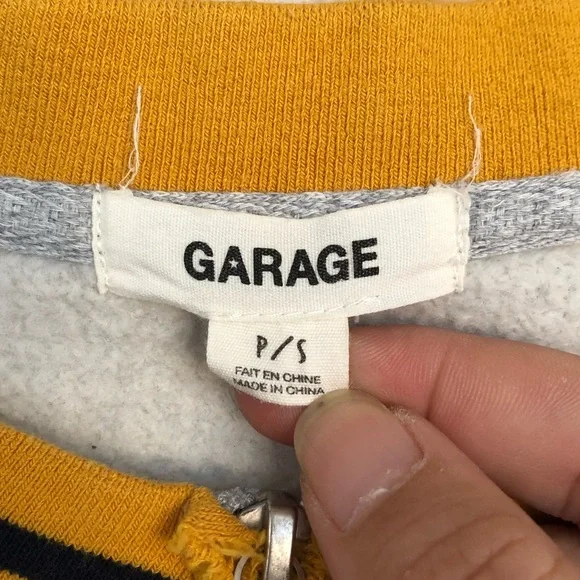 GARAGE
P/S
FAIT EN CHINE
MADE IN CHINA